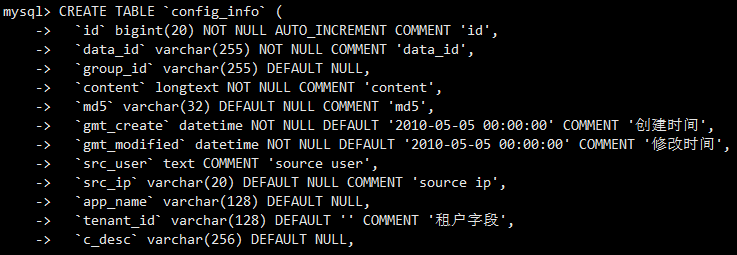 mysql> CREATE TABLE `config_info` (
    ->   `id` bigint(20) NOT NULL AUTO_INCREMENT COMMENT 'id',
    ->   `data_id` varchar(255) NOT NULL COMMENT 'data_id',
    ->   `group_id` varchar(255) DEFAULT NULL,
    ->   `content` longtext NOT NULL COMMENT 'content',
    ->   `md5` varchar(32) DEFAULT NULL COMMENT 'md5',
    ->   `gmt_create` datetime NOT NULL DEFAULT '2010-05-05 00:00:00' COMMENT '创建时间',
    ->   `gmt_modified` datetime NOT NULL DEFAULT '2010-05-05 00:00:00' COMMENT '修改时间',
    ->   `src_user` text COMMENT 'source user',
    ->   `src_ip` varchar(20) DEFAULT NULL COMMENT 'source ip',
    ->   `app_name` varchar(128) DEFAULT NULL,
    ->   `tenant_id` varchar(128) DEFAULT '' COMMENT '租户字段',
    ->   `c_desc` varchar(256) DEFAULT NULL,